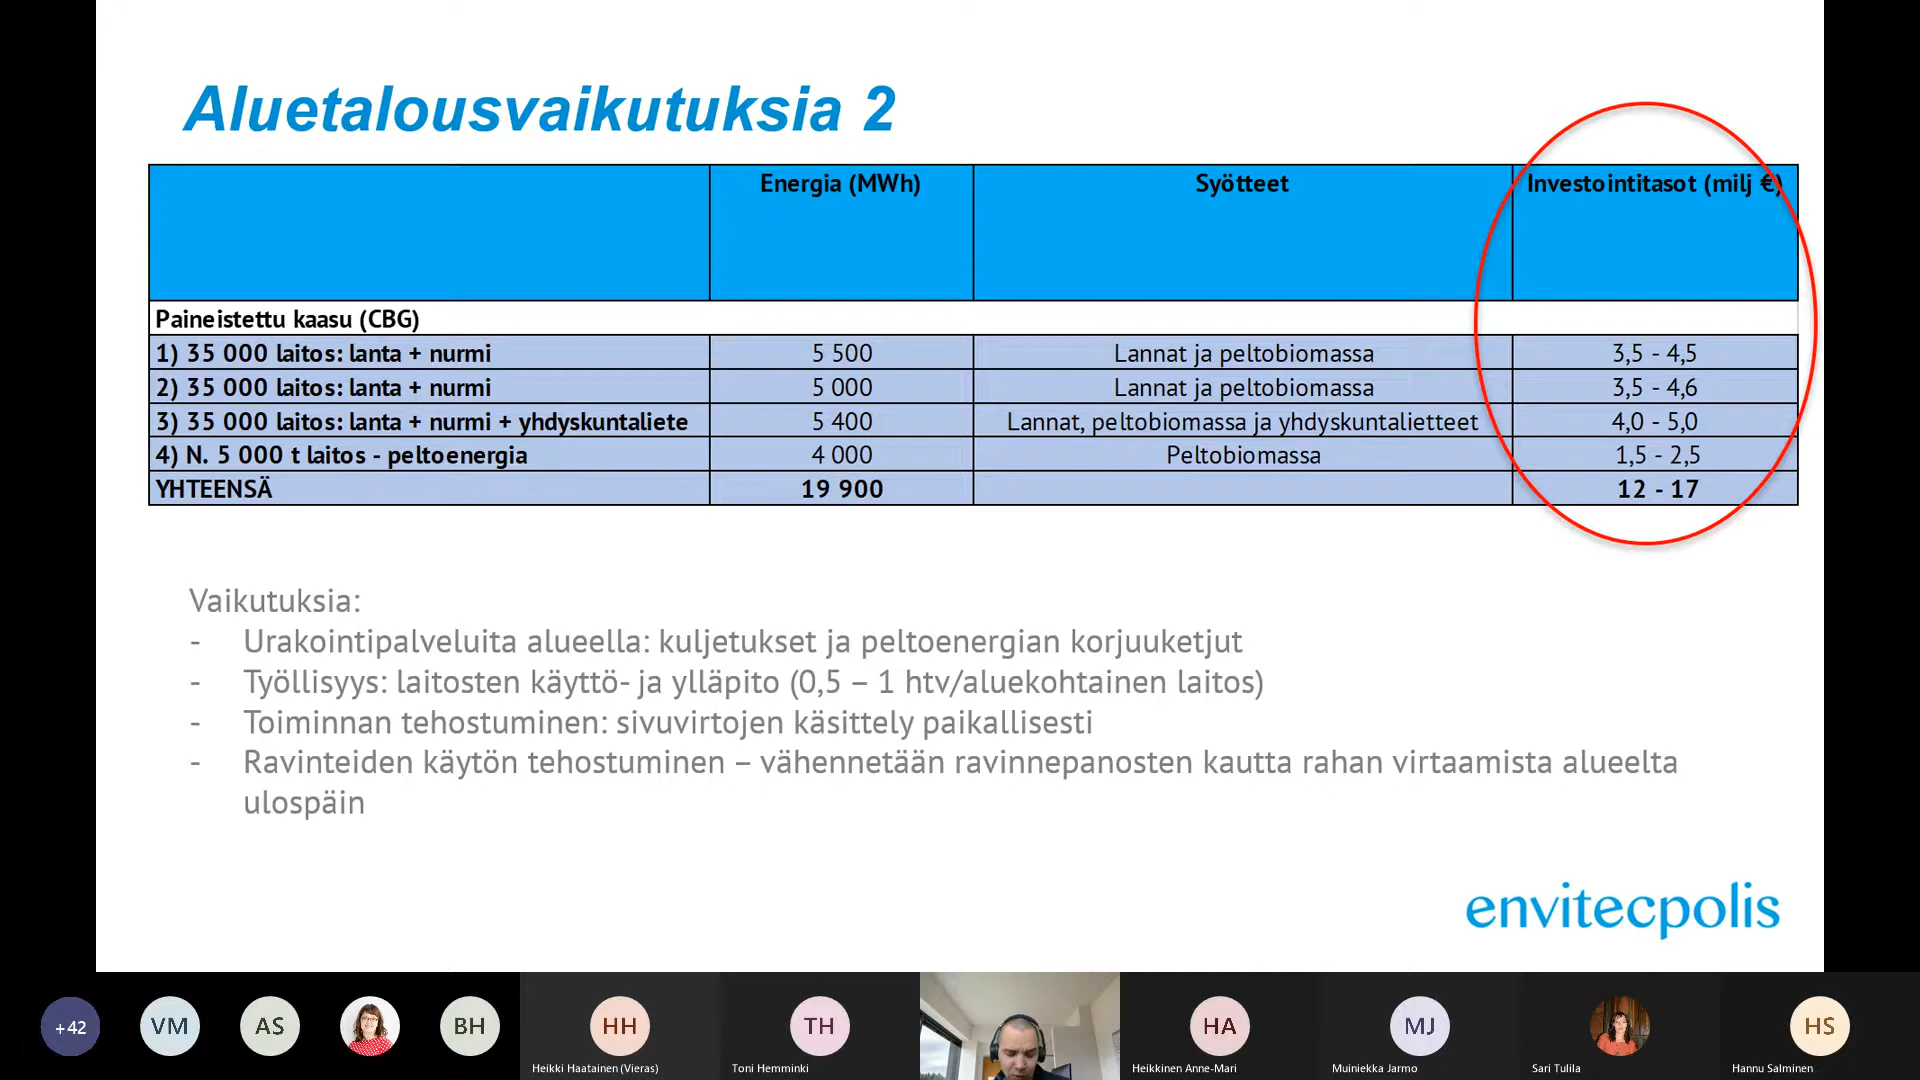 Aluetalousvaikutuksia 2
Energia (MWh) Syötteet Investointitasot (milj €)
Paineistettu kaasu (CBG)
1) 35 000 laitos: lanta + nurmi 5 500 Lannat ja peltobiomassa 3,5 - 4,5
2) 35 000 laitos: lanta + nurmi 5 000 Lannat ja peltobiomassa 3,5 - 4,6
3) 35 000 laitos: lanta + nurmi + yhdyskuntaliete 5 400 Lannat, peltobiomassa ja yhdyskuntalietteet 4,0 - 5,0
4) N. 5 000 t laitos - peltoenergia 4 000 Peltobiomassa 1,5 - 2,5
YHTEENSÄ 19 900 12 - 17
Vaikutuksia:
- Urakointipalveluita alueella: kuljetukset ja peltoenergian korjuuketjut
- Työllisyys: laitosten käyttö- ja ylläpito (0,5 – 1 htv/aluekohtainen laitos)
- Toiminnan tehostuminen: sivuvirtojen käsittely paikallisesti
- Ravinteiden käytön tehostuminen – vähennetään ravinnepanosten kautta rahan virtaamista alueelta
ulospäin
envitecpolis
+42 VM AS BH HH TH HA MJ HS
Heikki Haatainen (Vieras) Toni Hemminki Heikkinen Anne-Mari Muiniekka Jarmo Sari Tulila Hannu Salminen